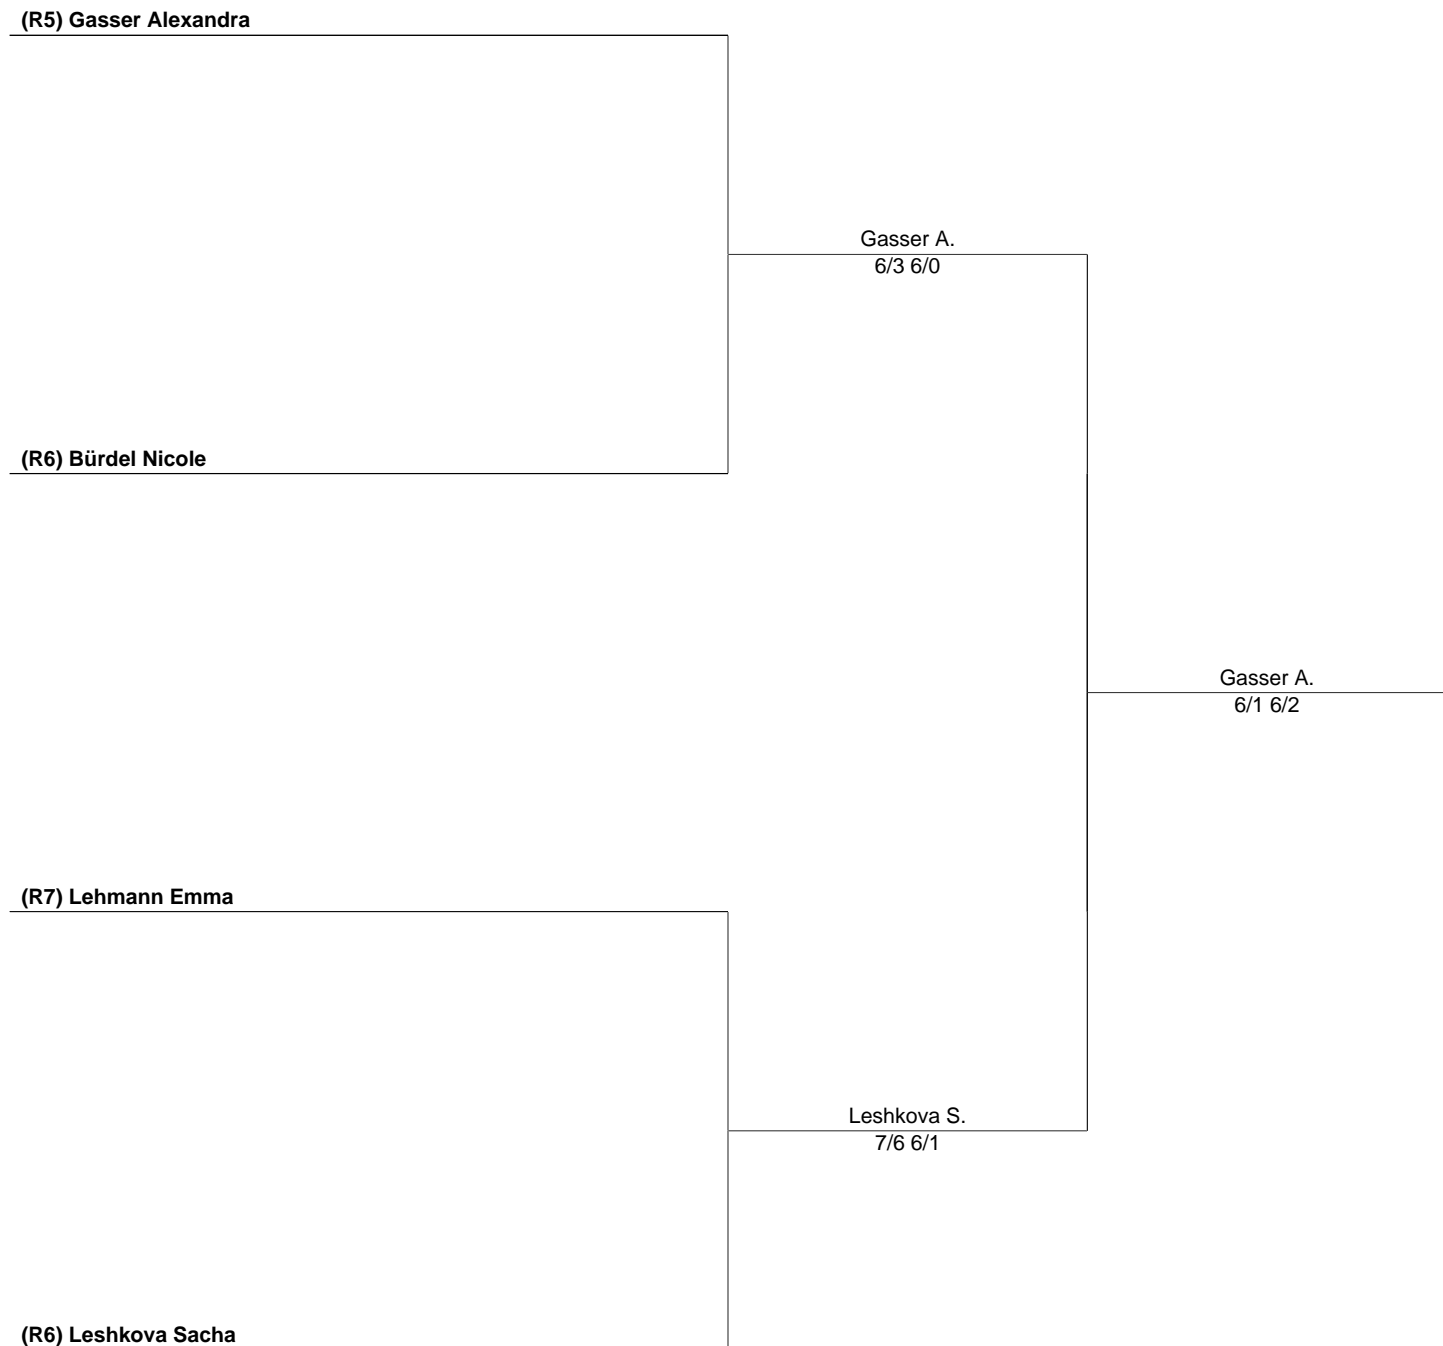 (R5) Gasser Alexandra
Gasser A.
6/3 6/0
(R6) Bürdel Nicole
Gasser A.
6/1 6/2
(R7) Lehmann Emma
Leshkova S.
7/6 6/1
(R6) Leshkova Sacha